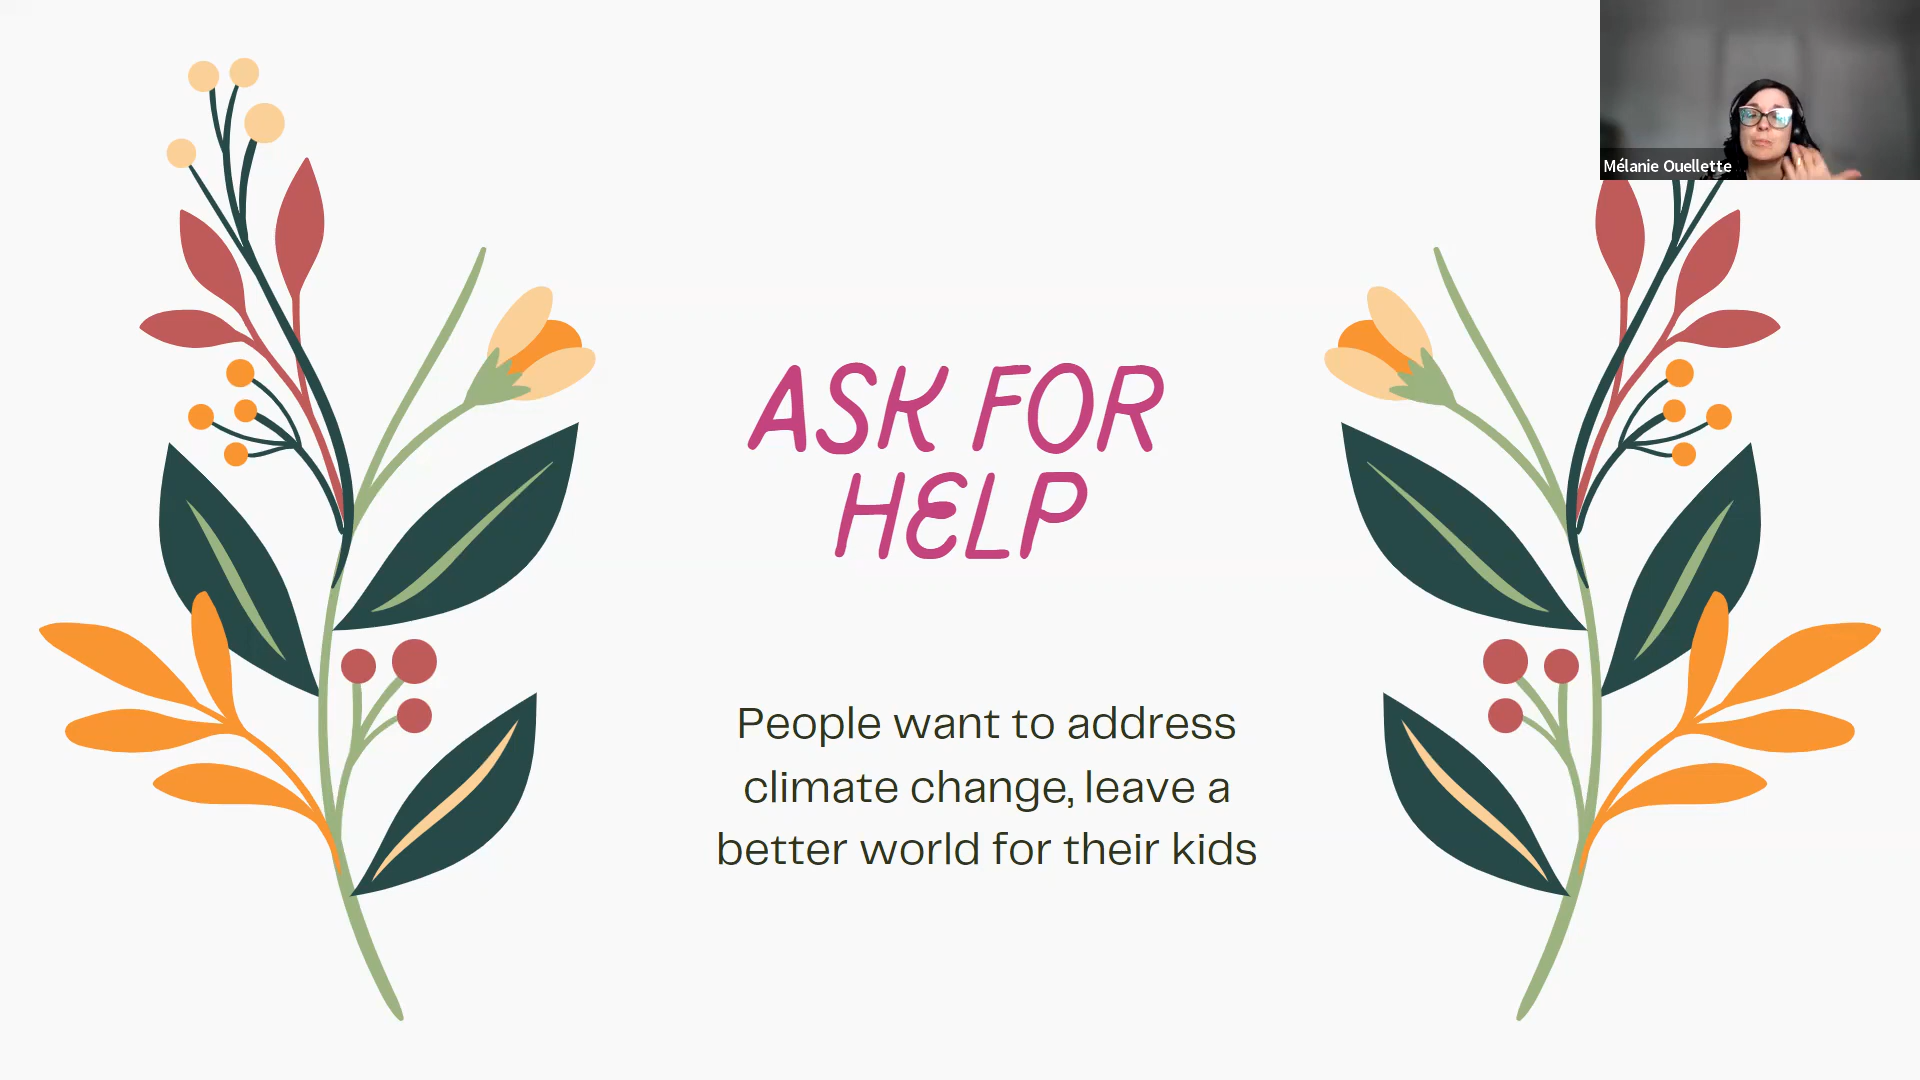 Mélanie Ouellette
ASK FOR
HELP
People want to address
climate change, leave a
better world for their kids